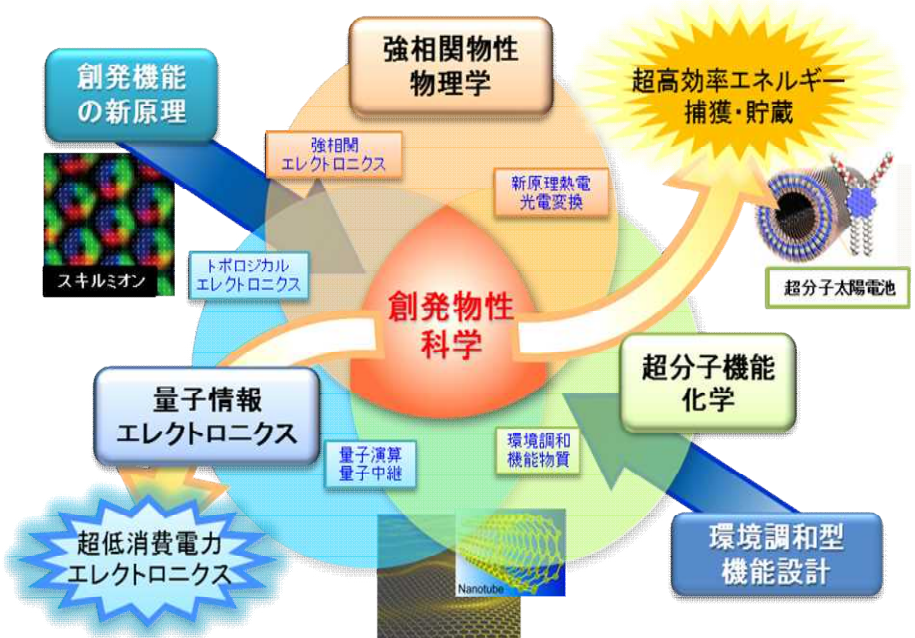 強相関物性
物理学
創発機能
の新原理
超高効率エネルギー
捕獲・貯蔵
強相関
エレクトロニクス
新原理熱電
光電変換
スキルミオン
トポロジカル
エレクトロニクス
超分子太陽電池
創発物性
科学
超分子機能
化学
量子情報
エレクトロニクス
量子演算
量子中継
環境調和
機能物質
超低消費電力
エレクトロニクス
環境調和型
機能設計
Nanotube